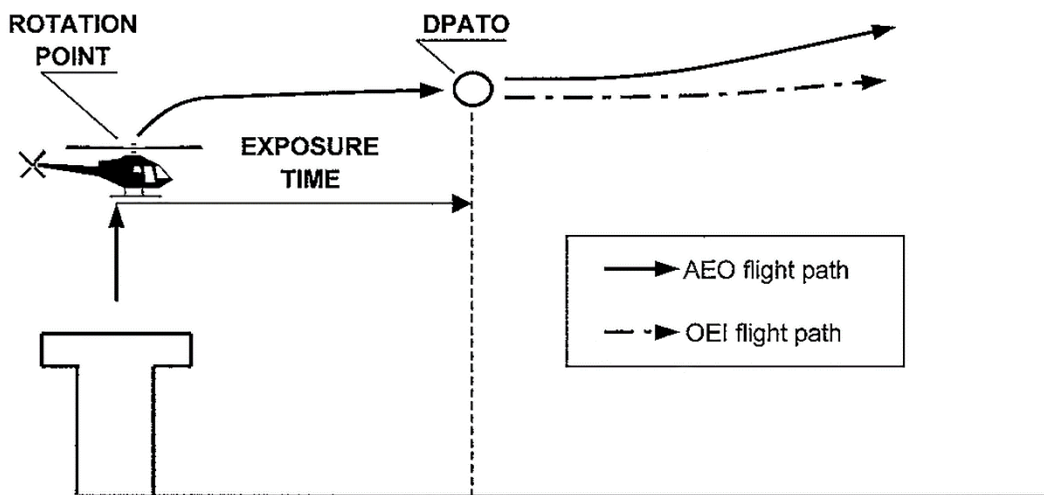 ROTATION
POINT
DPATO
EXPOSURE
TIME
AEO flight path
OEI flight path